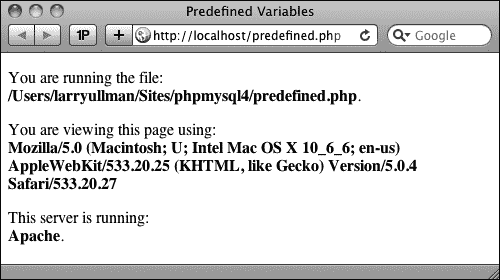 Predefined Variables
1P
+
http://localhost/predefined.php
Google
You are running the file:
/Users/larryullman/Sites/phpmysql4/predefined.php.
You are viewing this page using:
Mozilla/5.0 (Macintosh; U; Intel Mac OS X 10_6_6; en-us)
AppleWebKit/533.20.25 (KHTML, like Gecko) Version/5.0.4
Safari/533.20.27
This server is running:
Apache.